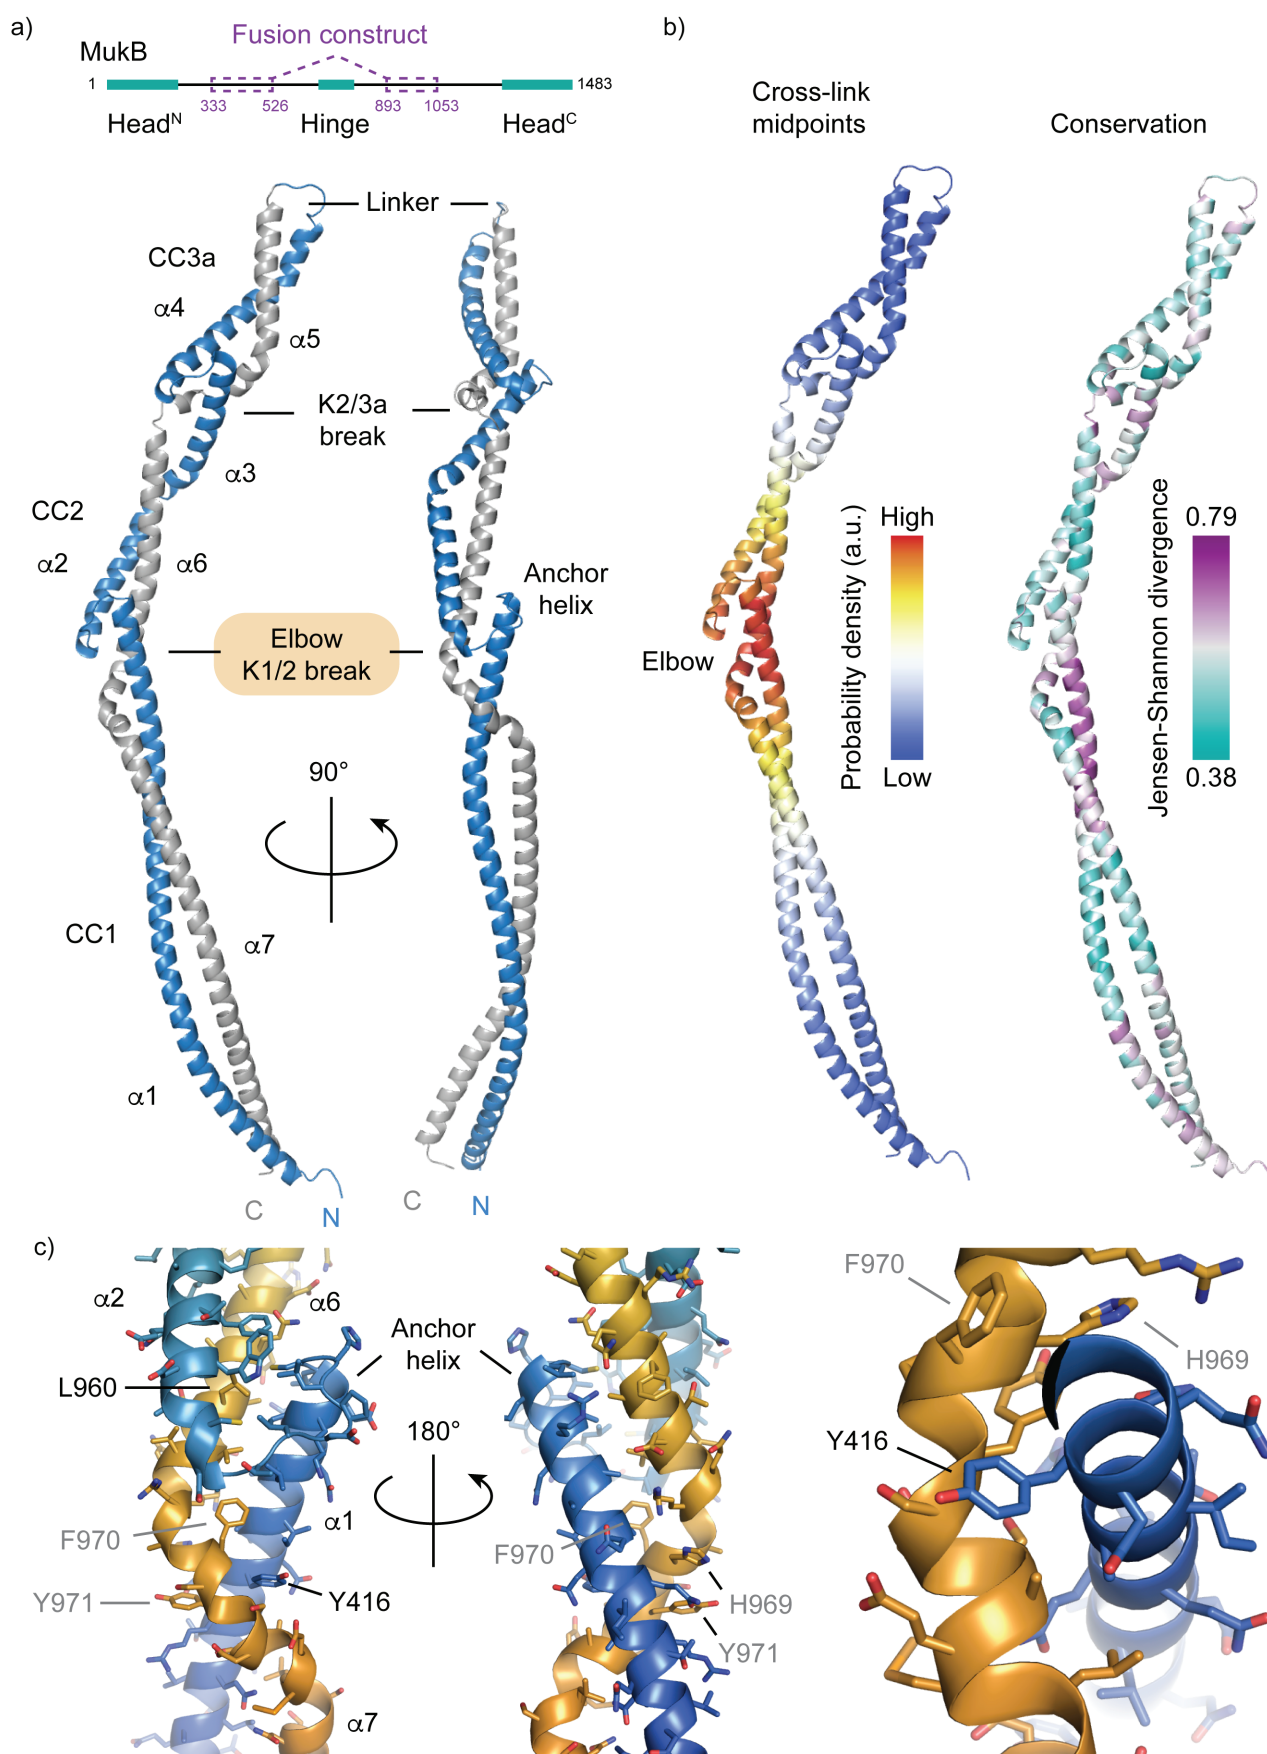 a)
Fusion construct
MukB
1
1483
333
526
893
1053
Head^N
Hinge
Head^C
Linker
CC3a
α4
α5
K2/3a
break
α3
CC2
α2
α6
Anchor
helix
Elbow
K1/2 break
90°
CC1
α7
α1
C
N
C
N
b)
Cross-link
midpoints
Conservation
Probability density (a.u.)
High
Low
Elbow
Jensen-Shannon divergence
0.79
0.38
c)
α2
α6
Anchor
helix
L960
180°
α1
F970
Y971
Y416
α7
F970
H969
Y971
F970
H969
Y416